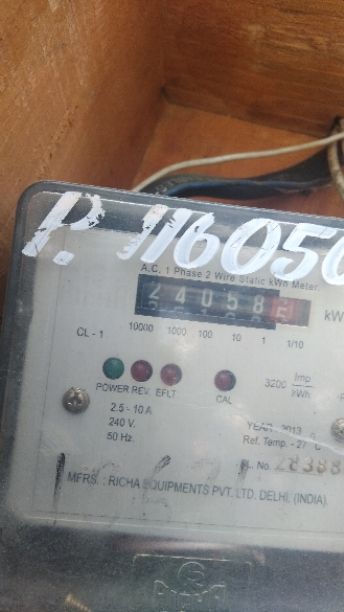 P. 116050
A.C. 1 Phase 2 Wire Static kWh Meter.
24058
kW
CL - 1 10000 1000 100 10 1 1/10
POWER REV. EFLT CAL 3200 Imp/kWh
2.5 - 10 A
240 V.
50 Hz.
YEAR 2013
Ref. Temp. - 27 C
No. 28388
MFRS. : RICHA EQUIPMENTS PVT. LTD. DELHI. (INDIA).